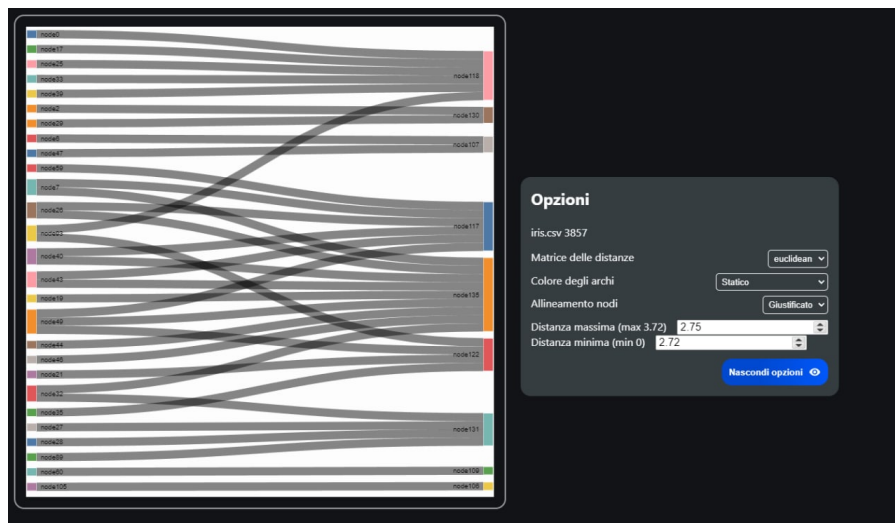 node0
node17
node25
node33
node39
node2
node29
node6
node47
node59
node7
node26
node93
node40
node43
node19
node49
node44
node46
node21
node32
node35
node27
node28
node89
node60
node105
node118
node130
node107
node117
node135
node122
node131
node109
node108
Opzioni
iris.csv 3857
Matrice delle distanze euclidean
Colore degli archi Statico
Allineamento nodi Giustificato
Distanza massima (max 3.72) 2.75
Distanza minima (min 0) 2.72
Nascondi opzioni